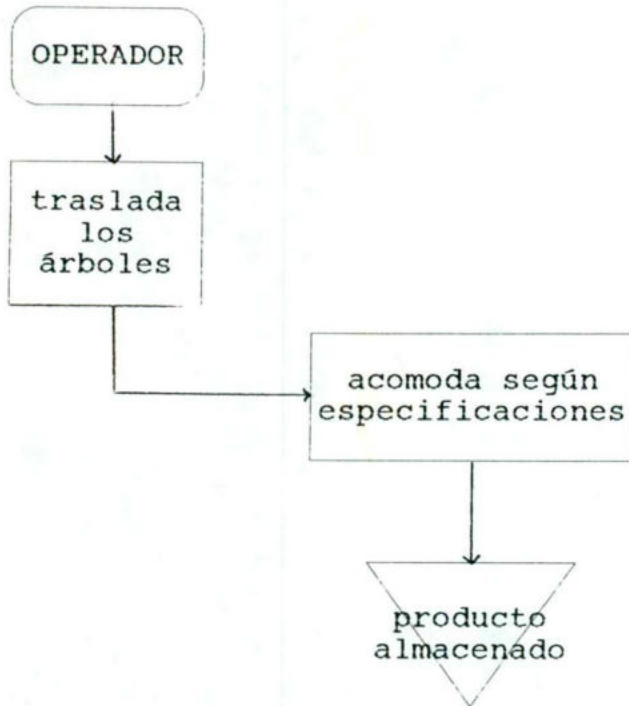 OPERADOR
traslada
los
árboles
acomoda según
especificaciones
producto
almacenado